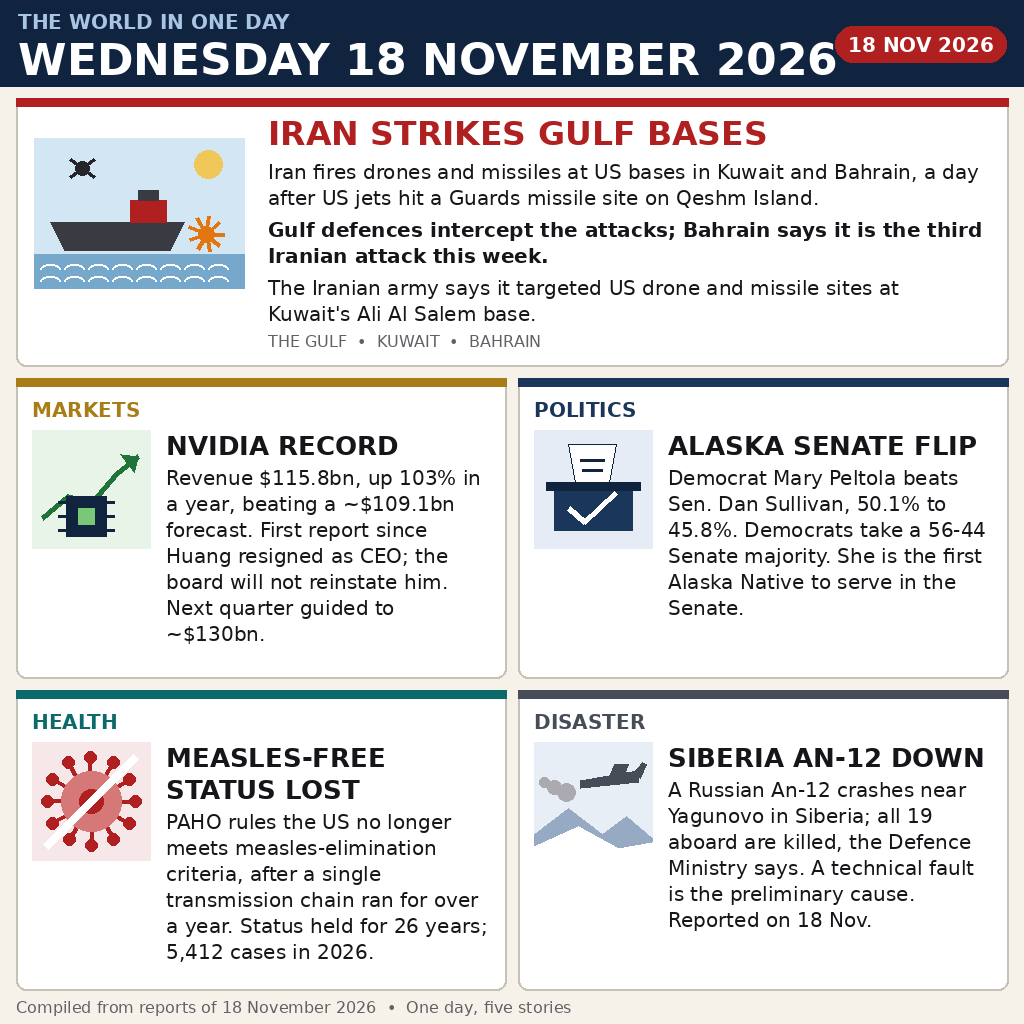 THE WORLD IN ONE DAY
WEDNESDAY 18 NOVEMBER 2026
18 NOV 2026
IRAN STRIKES GULF BASES
Iran fires drones and missiles at US bases in Kuwait and Bahrain, a day
after US jets hit a Guards missile site on Qeshm Island.
Gulf defences intercept the attacks; Bahrain says it is the third
Iranian attack this week.
The Iranian army says it targeted US drone and missile sites at
Kuwait's Ali Al Salem base.
THE GULF • KUWAIT • BAHRAIN
MARKETS
NVIDIA RECORD
Revenue $115.8bn, up 103% in
a year, beating a ~$109.1bn
forecast. First report since
Huang resigned as CEO; the
board will not reinstate him.
Next quarter guided to
~$130bn.
POLITICS
ALASKA SENATE FLIP
Democrat Mary Peltola beats
Sen. Dan Sullivan, 50.1% to
45.8%. Democrats take a 56-44
Senate majority. She is the first
Alaska Native to serve in the
Senate.
HEALTH
MEASLES-FREE
STATUS LOST
PAHO rules the US no longer
meets measles-elimination
criteria, after a single
transmission chain ran for over
a year. Status held for 26 years;
5,412 cases in 2026.
DISASTER
SIBERIA AN-12 DOWN
A Russian An-12 crashes near
Yagunovo in Siberia; all 19
aboard are killed, the Defence
Ministry says. A technical fault
is the preliminary cause.
Reported on 18 Nov.
Compiled from reports of 18 November 2026 • One day, five stories